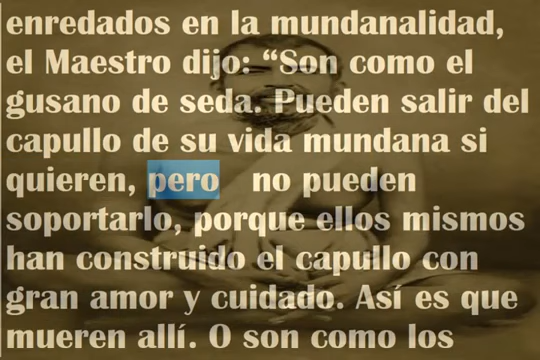 enredados en la mundanalidad,
el Maestro dijo: “Son como el
gusano de seda. Pueden salir del
capullo de su vida mundana si
quieren, pero no pueden
soportarlo, porque ellos mismos
han construido el capullo con
gran amor y cuidado. Así es que
mueren allí. O son como los